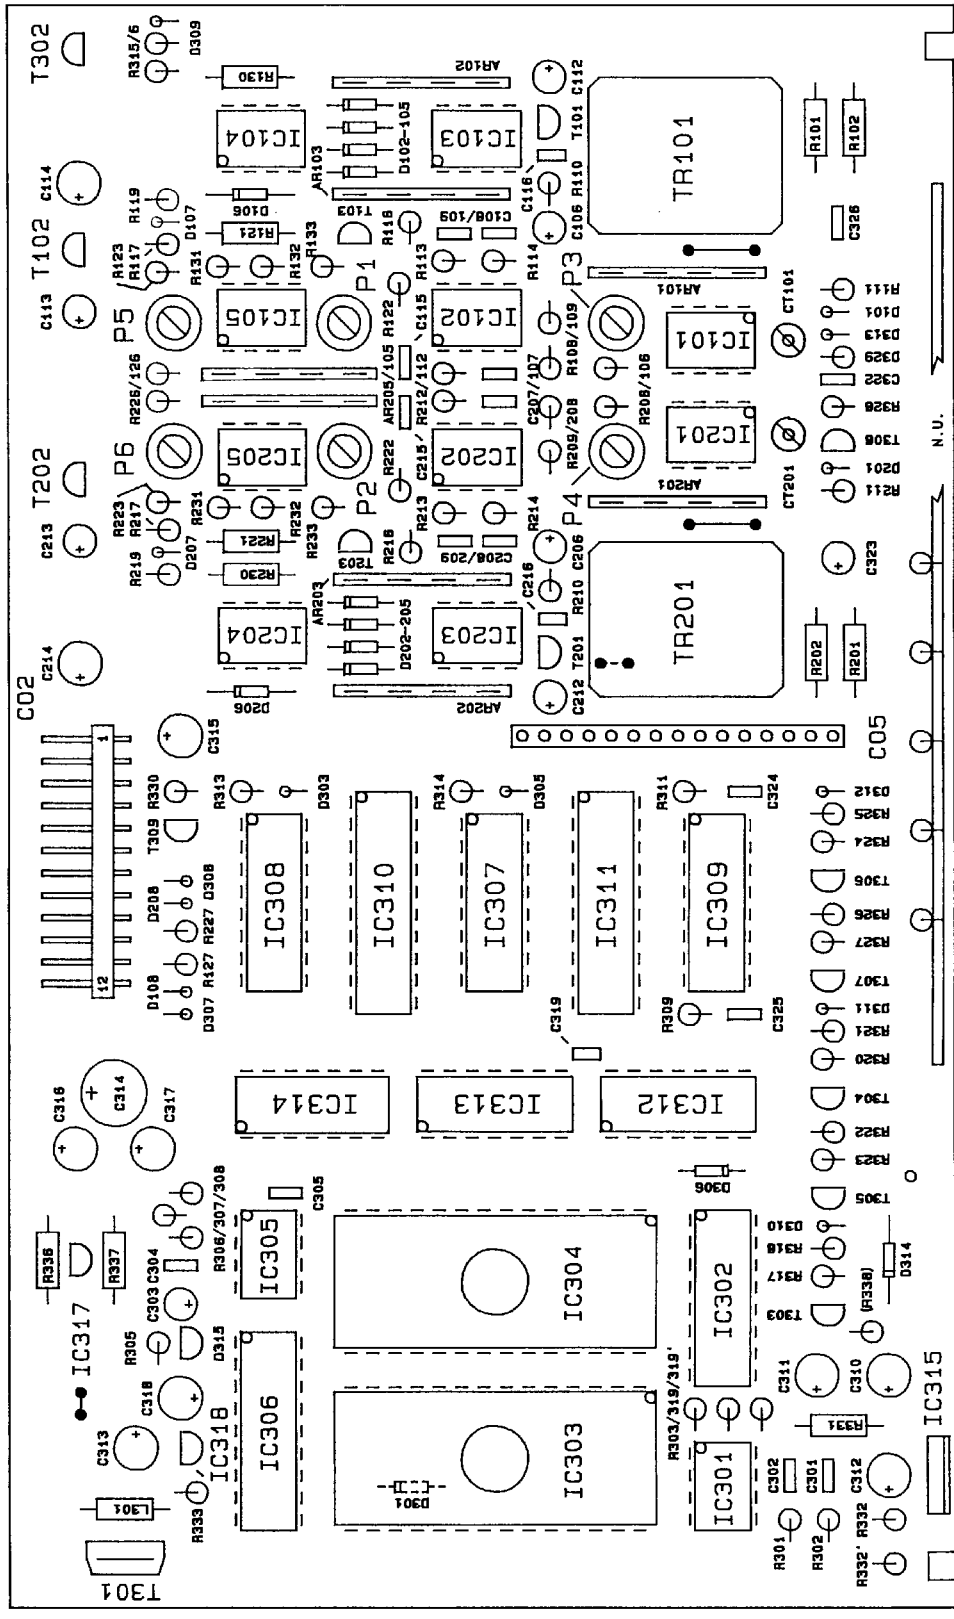 T302
R315/6
D309
R130
AR102
C112
IC104
D102-105
IC103
T101
TR101
R101
R102
C114
AR103
C116
R110
R119
D107
D106
R121
T103
R118
C108/109
C106
C326
T102
R123
R117
R131
R132
R133
P1
R113
R114
P3
AR101
CT101
C113
P5
IC105
R122
C115
IC102
R108/109
IC101
R111
D101
D313
D329
C322
R226/126
AR205/105
R212/112
C207/107
R208/106
R328
T308
N.U.
T202
P6
IC205
R222
C215
IC202
R209/208
IC201
CT201
D201
R211
R223
R217
R231
R232
R233
P2
R213
R214
P4
AR201
C213
R219
D207
R221
T203
R216
C208/209
C206
C323
R230
AR203
C216
R210
IC204
D202-205
IC203
T201
TR201
R202
R201
C214
C02
D206
AR202
C212
C315
C05
1
R330
R313
D303
R314
D305
R311
C324
D312
R325
R324
T309
D308
D208
R227
IC308
IC310
IC307
IC311
IC309
T306
R326
R327
R127
D108
D307
12
T307
D311
R321
R320
C319
R309
C325
C316
C314
C317
IC314
IC313
IC312
T304
R322
R323
T305
R306/307/308
C305
D306
D310
R318
R317
T303
D314
(R338)
R336
R337
C304
C303
IC305
IC304
IC302
IC317
R305
D315
C318
C313
IC318
IC306
IC303
D301
R303/319/319'
IC301
C311
C310
R331
IC315
C302
C301
C312
L301
R333
T301
R301
R302
R332
R332'